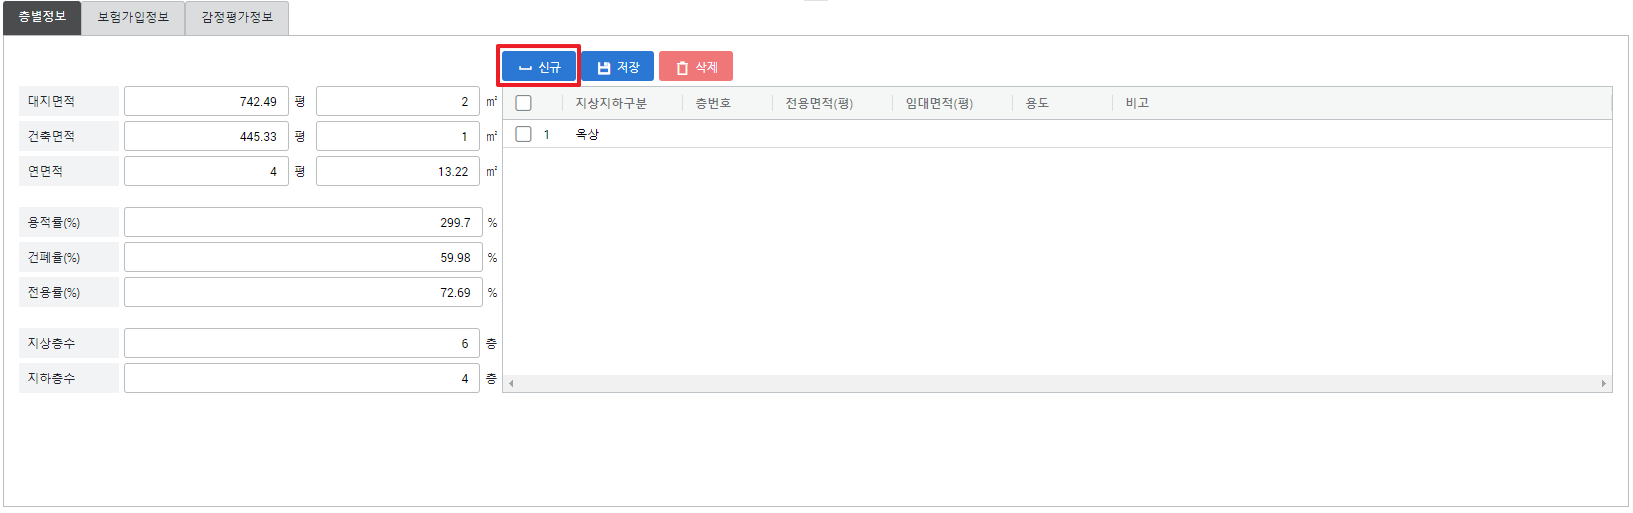 층별정보 보험가입정보 감정평가정보
신규 저장 삭제
대지면적 742.49 평 2 ㎡
건축면적 445.33 평 1 ㎡
연면적 4 평 13.22 ㎡
용적률(%) 299.7 %
건폐율(%) 59.98 %
전용률(%) 72.69 %
지상층수 6 층
지하층수 4 층
지상지하구분 층번호 전용면적(평) 임대면적(평) 용도 비고
1 옥상